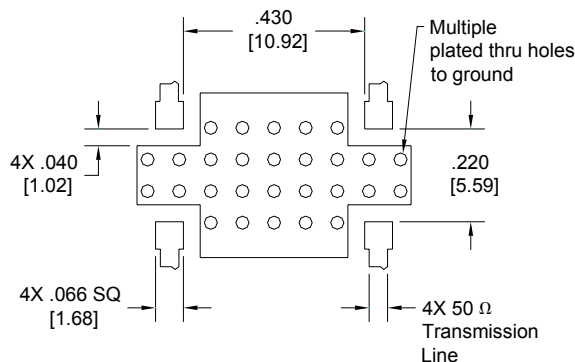 .430
[10.92]
Multiple
plated thru holes
to ground
4X .040
[1.02]
.220
[5.59]
4X .066 SQ
[1.68]
4X 50 Ω
Transmission
Line